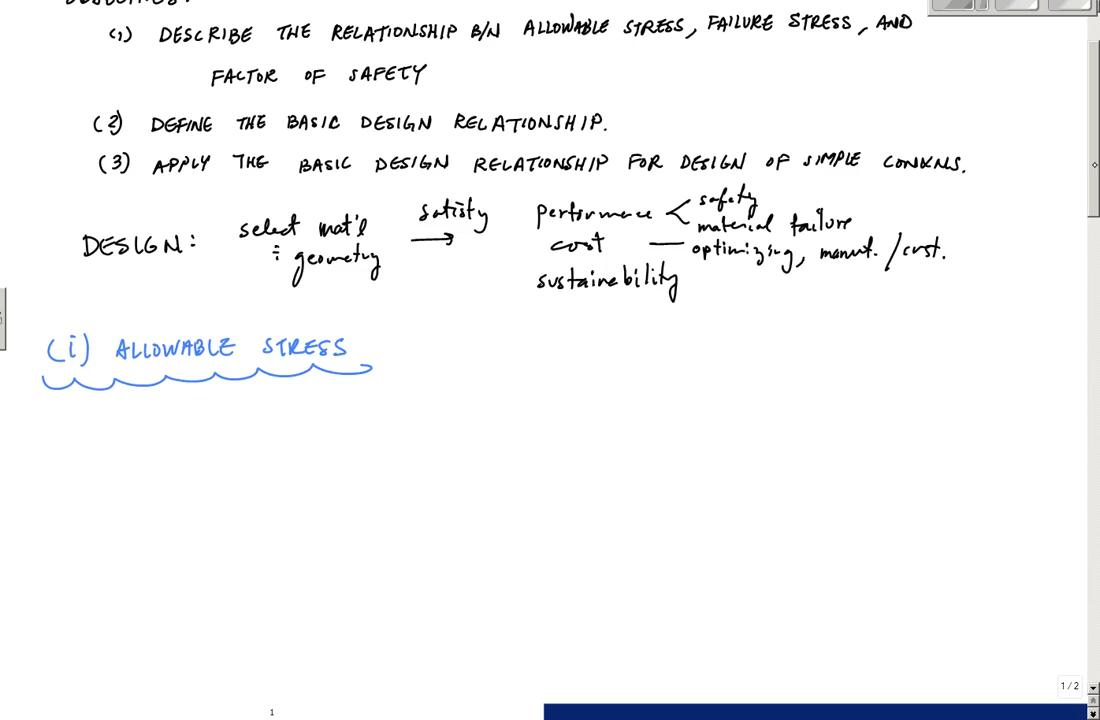 (1) DESCRIBE THE RELATIONSHIP B/N ALLOWABLE STRESS, FAILURE STRESS, AND
FACTOR OF SAFETY
(2) DEFINE THE BASIC DESIGN RELATIONSHIP.
(3) APPLY THE BASIC DESIGN RELATIONSHIP FOR DESIGN OF SIMPLE
DESIGN: select mat'l satisfy performance < safety
material failure
& geometry → cost — optimizing, manuf. / cust.
sustainability
(i) ALLOWABLE STRESS
1/2
1